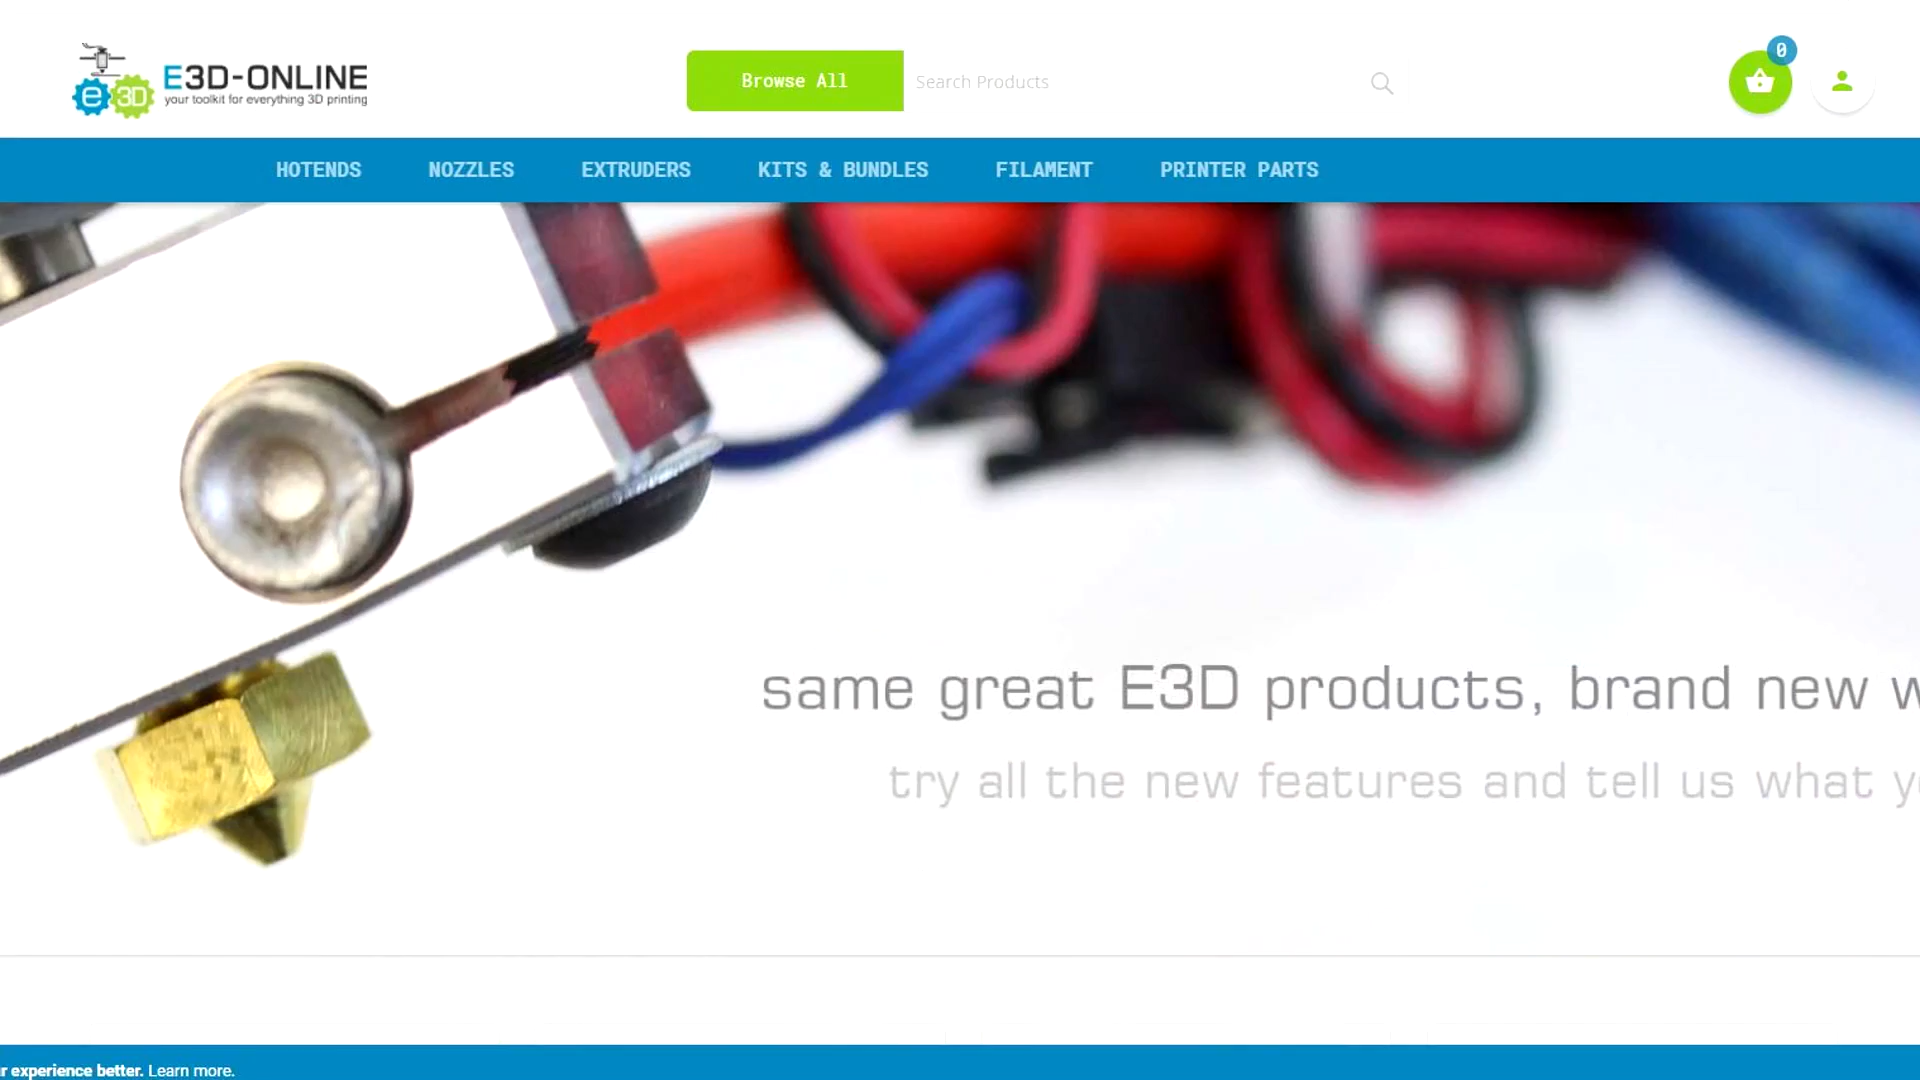 E3D-ONLINE
your toolkit for everything 3D printing
e3D
Browse All
Search Products
0
HOTENDS
NOZZLES
EXTRUDERS
KITS & BUNDLES
FILAMENT
PRINTER PARTS
same great E3D products, brand new
try all the new features and tell us what
experience better. Learn more.